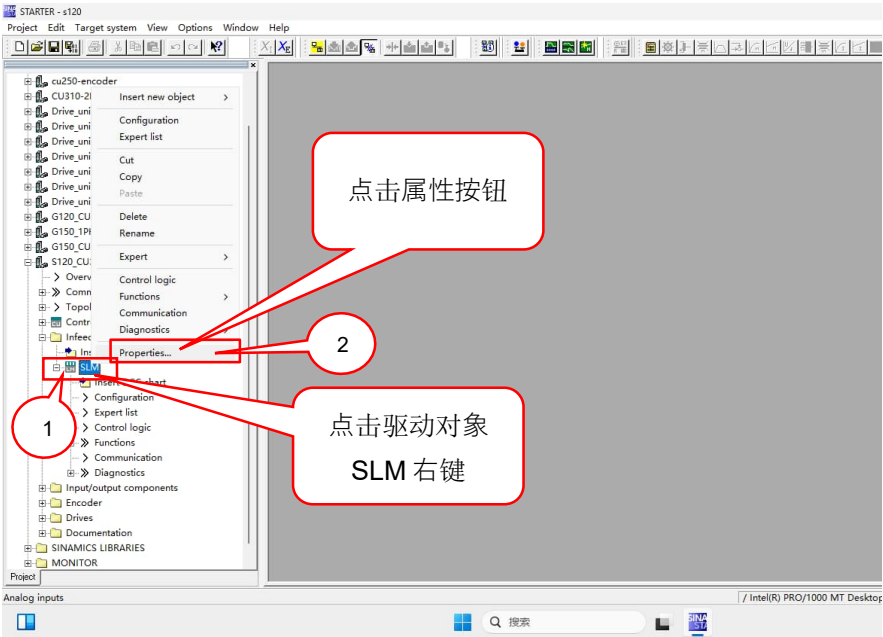 STARTER - s120
Project Edit Target system View Options Window Help
cu250-encoder
CU310-2
Drive_uni
Drive_uni
Drive_uni
Drive_uni
Drive_uni
Drive_uni
Drive_uni
G120_CU
G150_1P
G150_CU
S120_CU
Overv
Comm
Topol
Contr
Infeed
Ins
SLM
Insert DCC chart
Configuration
Expert list
Control logic
Functions
Communication
Diagnostics
Input/output components
Encoder
Drives
Documentation
SINAMICS LIBRARIES
MONITOR
Project
Insert new object
Configuration
Expert list
Cut
Copy
Paste
Delete
Rename
Expert
Control logic
Functions
Communication
Diagnostics
Properties...
点击属性按钮
2
1
点击驱动对象
SLM 右键
Analog inputs
/ Intel(R) PRO/1000 MT Desktop
搜索